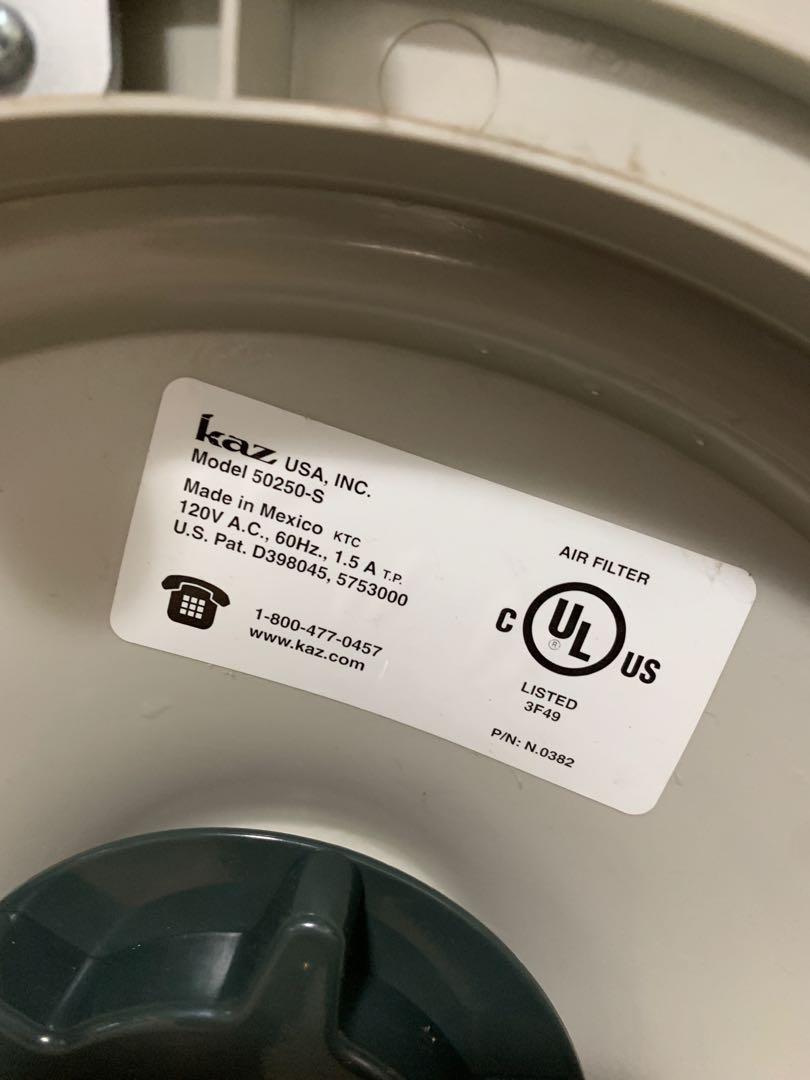 Kaz USA, INC.
Model 50250-S
Made in Mexico KTC
120V A.C., 60Hz., 1.5 A T.P.
U.S. Pat. D398045, 5753000
1-800-477-0457
www.kaz.com
AIR FILTER
C UL ® US
LISTED
3F49
P/N: N.0382